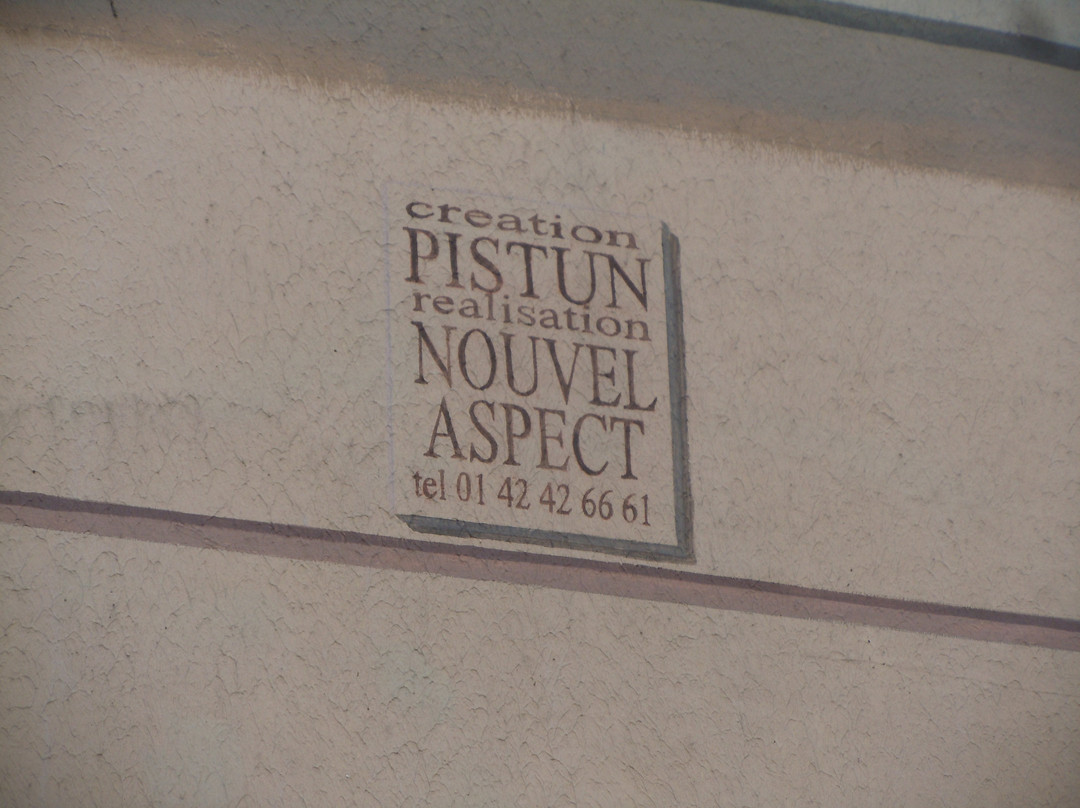 creation
PISTUN
realisation
NOUVEL
ASPECT
tel 01 42 42 66 61